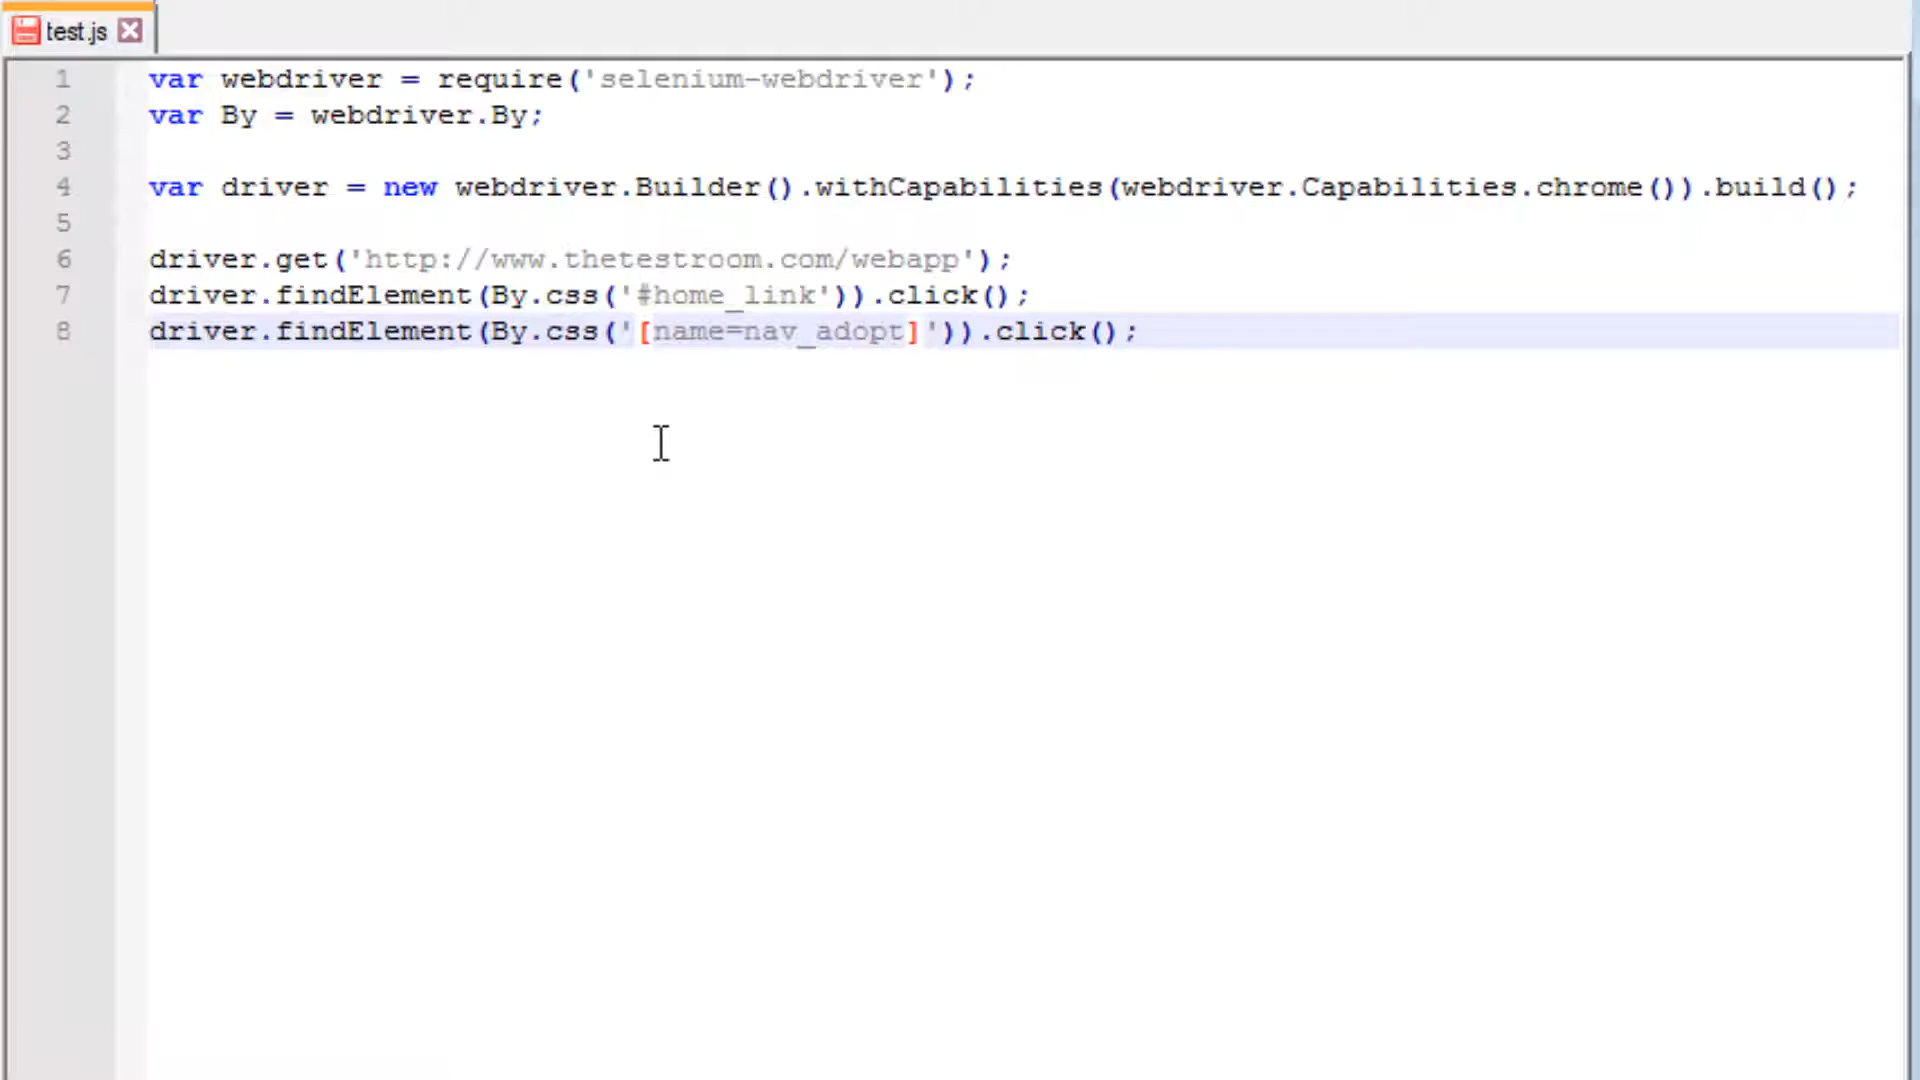 test.js
1 var webdriver = require('selenium-webdriver');
2 var By = webdriver.By;
3
4 var driver = new webdriver.Builder().withCapabilities(webdriver.Capabilities.chrome()).build();
5
6 driver.get('http://www.thetestroom.com/webapp');
7 driver.findElement(By.css('#home_link')).click();
8 driver.findElement(By.css('[name=nav_adopt]')).click();